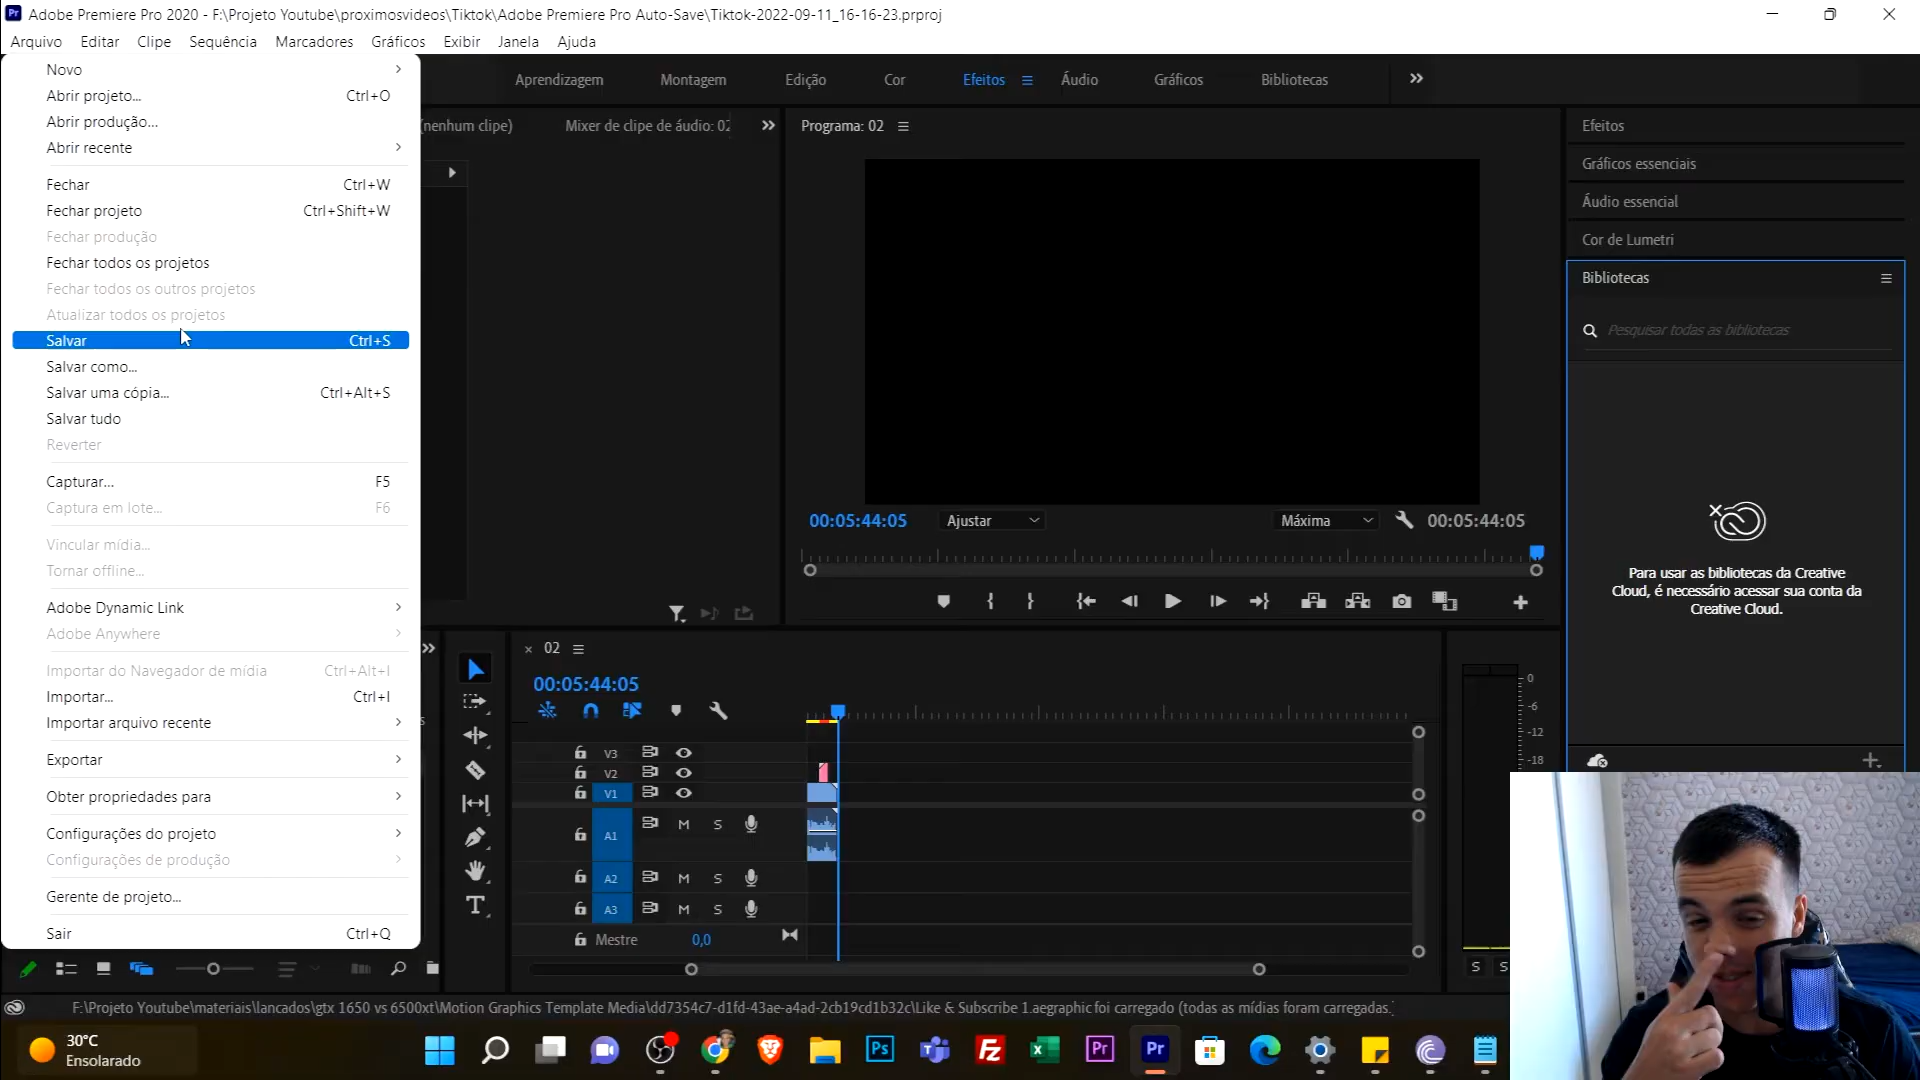 Adobe Premiere Pro 2020 - F:\Projeto Youtube\proximosvideos\Tiktok\Adobe Premiere Pro Auto-Save\Tiktok-2022-09-11_16-16-23.prproj
Arquivo Editar Clipe Sequência Marcadores Gráficos Exibir Janela Ajuda
Novo
Abrir projeto... Ctrl+O
Abrir produção...
Abrir recente
Fechar Ctrl+W
Fechar projeto Ctrl+Shift+W
Fechar produção
Fechar todos os projetos
Fechar todos os outros projetos
Atualizar todos os projetos
Salvar Ctrl+S
Salvar como...
Salvar uma cópia... Ctrl+Alt+S
Salvar tudo
Reverter
Capturar... F5
Captura em lote... F6
Vincular mídia...
Tornar offline...
Adobe Dynamic Link
Adobe Anywhere
Importar do Navegador de mídia Ctrl+Alt+I
Importar... Ctrl+I
Importar arquivo recente
Exportar
Obter propriedades para
Configurações do projeto
Configurações de produção
Gerente de projeto...
Sair Ctrl+Q
Aprendizagem Montagem Edição Cor Efeitos Áudio Gráficos Bibliotecas
(nenhum clipe) Mixer de clipe de áudio: 02
Programa: 02
00:05:44:05 Ajustar Máxima 00:05:44:05
Efeitos
Gráficos essenciais
Áudio essencial
Cor de Lumetri
Bibliotecas
Pesquisar todas as bibliotecas
Para usar as bibliotecas da Creative
Cloud, é necessário acessar sua conta da
Creative Cloud.
02
00:05:44:05
V3
V2
V1
A1 M S
A2 M S
A3 M S
Mestre 0,0
0
-6
-12
-18
S S
F:\Projeto Youtube\materiais\lancados\gtx 1650 vs 6500xt\Motion Graphics Template Media\dd7354c7-d1fd-43ae-a4ad-2cb19cd1b32c\Like & Subscribe 1.aegraphic foi carregado (todas as mídias foram carregadas.)
30°C
Ensolarado
Ps
Pr
Pr